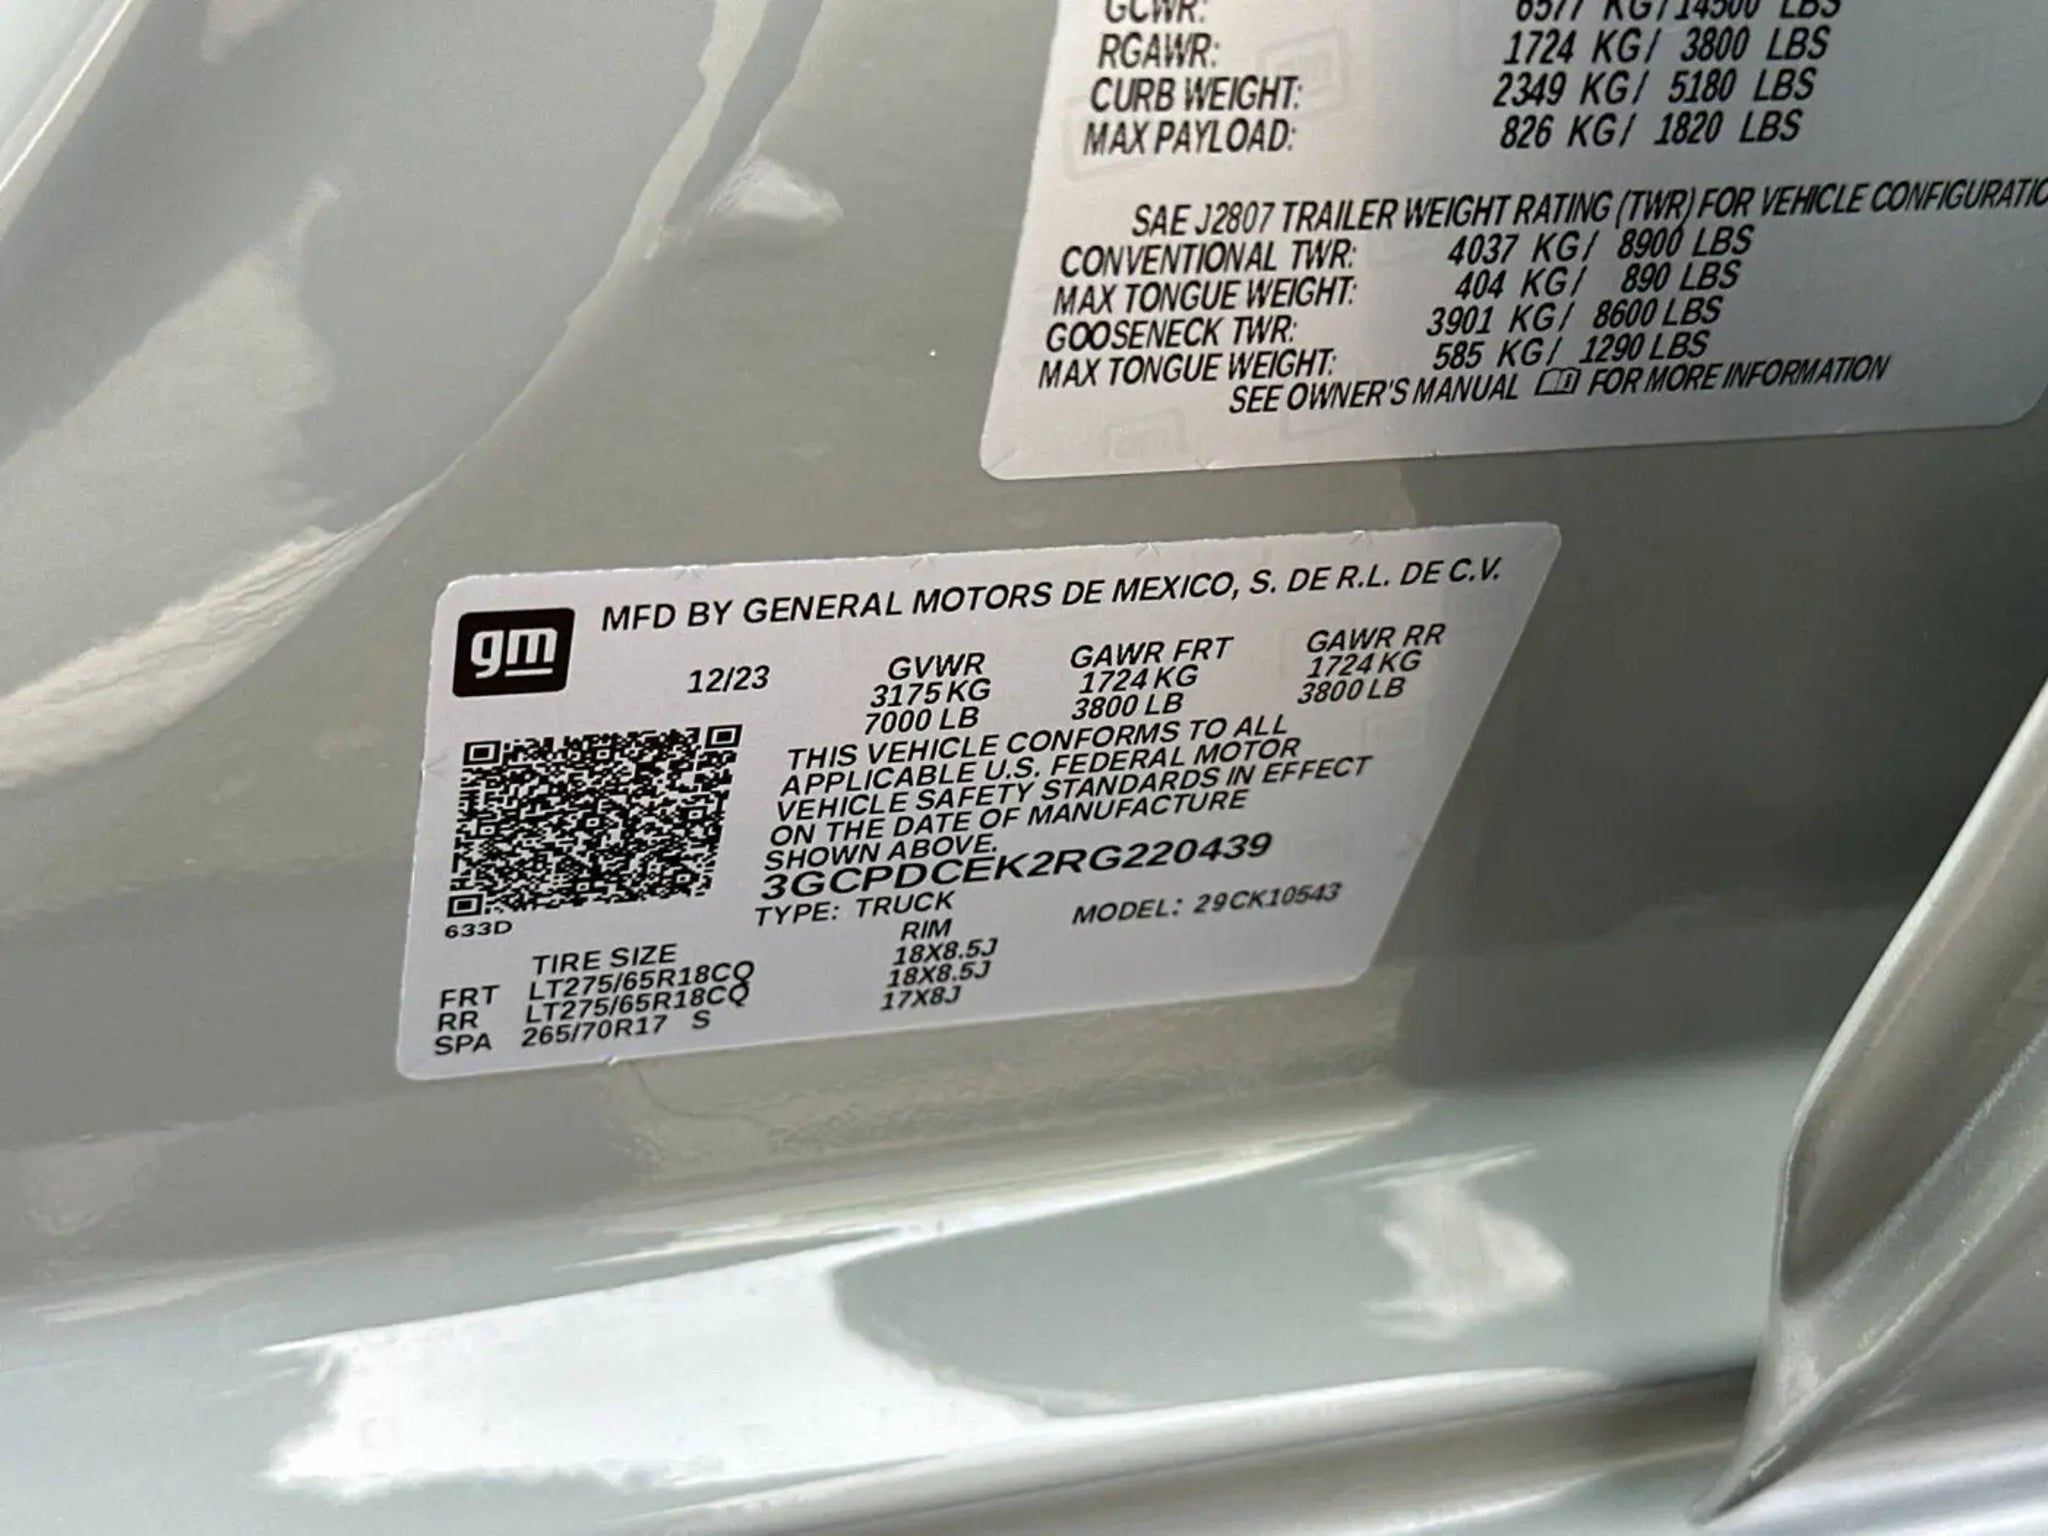 GCWR: 6577 KG/14500 LBS
RGAWR: 1724 KG/ 3800 LBS
CURB WEIGHT: 2349 KG/ 5180 LBS
MAX PAYLOAD: 826 KG/ 1820 LBS
SAE J2807 TRAILER WEIGHT RATING (TWR) FOR VEHICLE CONFIGURATIO
CONVENTIONAL TWR: 4037 KG/ 8900 LBS
MAX TONGUE WEIGHT: 404 KG/ 890 LBS
GOOSENECK TWR: 3901 KG/ 8600 LBS
MAX TONGUE WEIGHT: 585 KG/ 1290 LBS
SEE OWNER'S MANUAL FOR MORE INFORMATION
gm
MFD BY GENERAL MOTORS DE MEXICO, S. DE R.L. DE C.V.
12/23 GVWR GAWR FRT GAWR RR
3175 KG 1724 KG 1724 KG
7000 LB 3800 LB 3800 LB
THIS VEHICLE CONFORMS TO ALL
APPLICABLE U.S. FEDERAL MOTOR
VEHICLE SAFETY STANDARDS IN EFFECT
ON THE DATE OF MANUFACTURE
SHOWN ABOVE.
3GCPDCEK2RG220439
TYPE: TRUCK MODEL: 29CK10543
633D
TIRE SIZE RIM
FRT LT275/65R18CQ 18X8.5J
RR LT275/65R18CQ 18X8.5J
SPA 265/70R17 S 17X8J